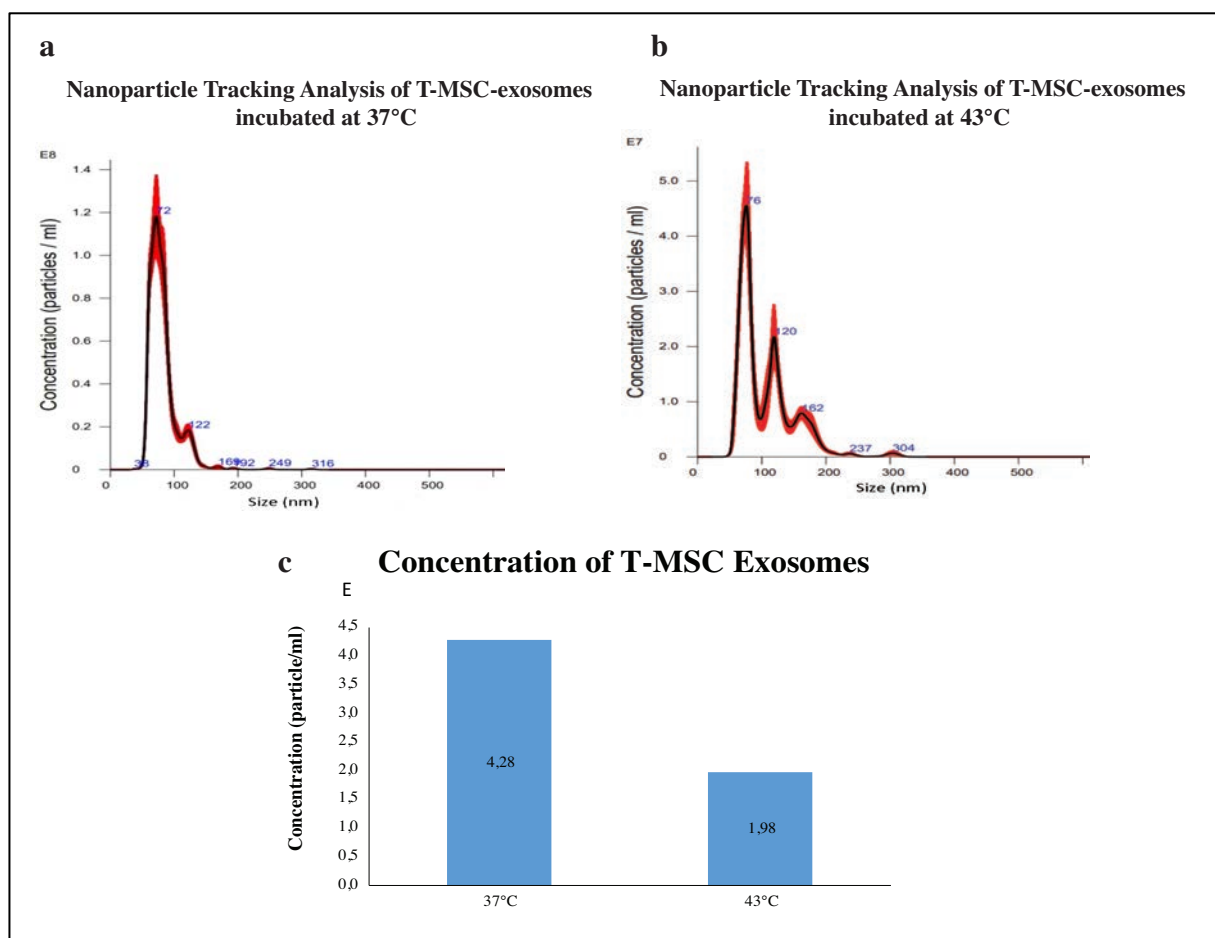 a
Nanoparticle Tracking Analysis of T-MSC-exosomes
incubated at 37°C
E8
Concentration (particles / ml)
1.4
1.2
1.0
0.8
0.6
0.4
0.2
0
72
122
38
169
192
249
316
0
100
200
300
400
500
Size (nm)
b
Nanoparticle Tracking Analysis of T-MSC-exosomes
incubated at 43°C
E7
Concentration (particles / ml)
5.0
4.0
3.0
2.0
1.0
0
76
120
162
237
304
0
100
200
300
400
500
Size (nm)
c
Concentration of T-MSC Exosomes
E
Concentration (particle/ml)
4,5
4,0
3,5
3,0
2,5
2,0
1,5
1,0
0,5
0,0
4,28
1,98
37°C
43°C